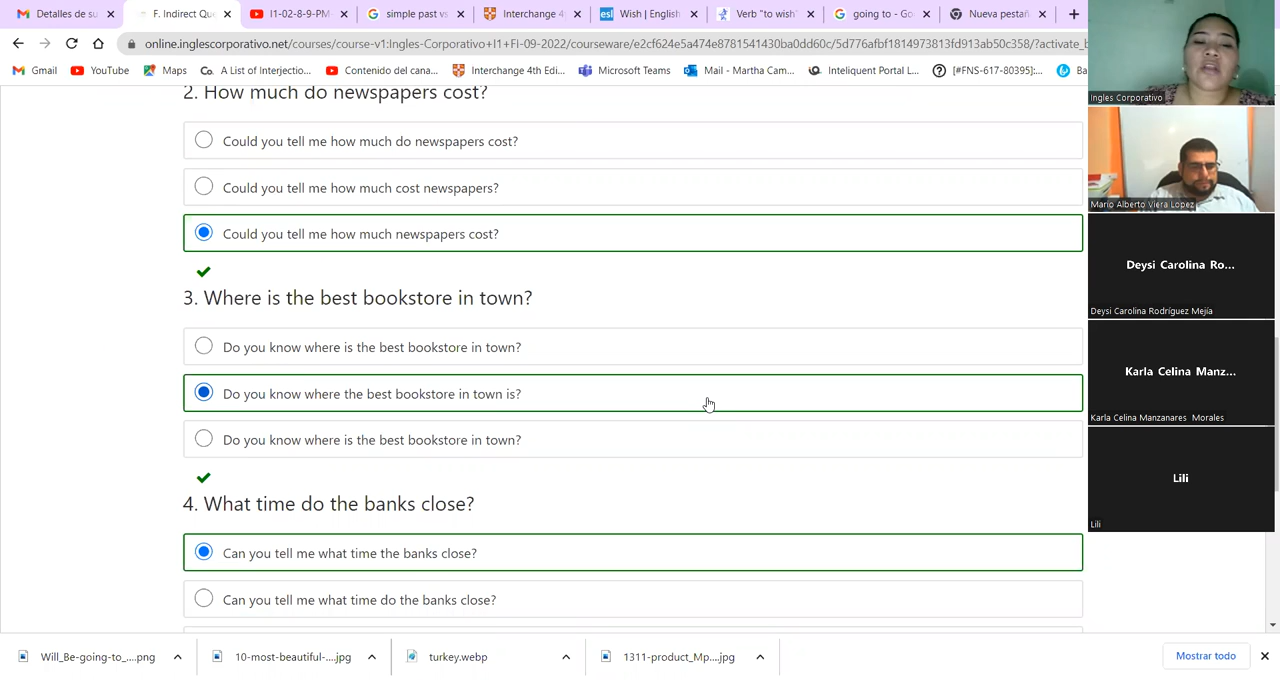 Detalles de su
F. Indirect Que
I1-02-8-9-PM-
simple past vs
Interchange 4
Wish | English
Verb "to wish"
going to - Go
Nueva pestañ
online.inglescorporativo.net/courses/course-v1:Ingles-Corporativo+I1+FI-09-2022/courseware/e2cf624e5a474e8781541430ba0dd60c/5d776afbf1814973813fd913ab50c358/?activate_b
Gmail
YouTube
Maps
A List of Interjectio...
Contenido del cana...
Interchange 4th Edi...
Microsoft Teams
Mail - Martha Cam...
Inteliquent Portal L...
[#FNS-617-80395]:...
Ba
2. How much do newspapers cost?
Could you tell me how much do newspapers cost?
Could you tell me how much cost newspapers?
Could you tell me how much newspapers cost?
3. Where is the best bookstore in town?
Do you know where is the best bookstore in town?
Do you know where the best bookstore in town is?
Do you know where is the best bookstore in town?
4. What time do the banks close?
Can you tell me what time the banks close?
Can you tell me what time do the banks close?
Ingles Corporativo
Mario Alberto Viera Lopez
Deysi Carolina Ro...
Deysi Carolina Rodríguez Mejía
Karla Celina Manz...
Karla Celina Manzanares Morales
Lili
Lili
Will_Be-going-to_....png
10-most-beautiful-....jpg
turkey.webp
1311-product_Mp....jpg
Mostrar todo